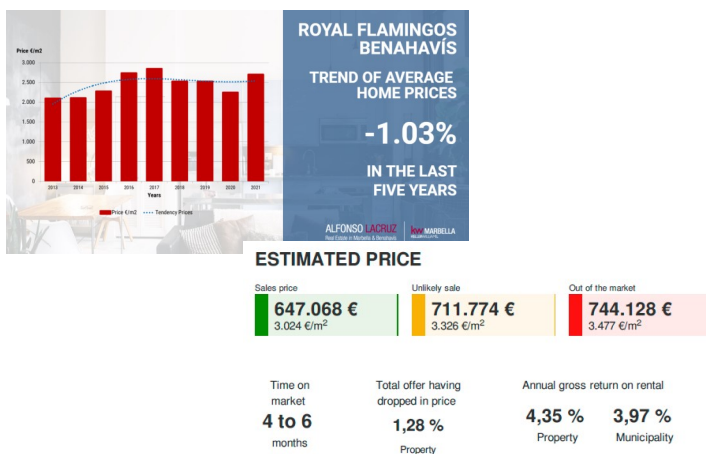 Price €/m2
3.000
2.500
2.000
1.500
1.000
500
0
2013 2014 2015 2016 2017 2018 2019 2020 2021
Years
Price €/m2 Tendency Prices
ROYAL FLAMINGOS
BENAHAVÍS
TREND OF AVERAGE
HOME PRICES
-1.03%
IN THE LAST
FIVE YEARS
ALFONSO LACRUZ
Real Estate in Marbella & Benahavís
kw MARBELLA
ESTIMATED PRICE
Sales price
647.068 €
3.024 €/m²
Unlikely sale
711.774 €
3.326 €/m²
Out of the market
744.128 €
3.477 €/m²
Time on
market
4 to 6
months
Total offer having
dropped in price
1,28 %
Property
Annual gross return on rental
4,35 %
Property
3,97 %
Municipality